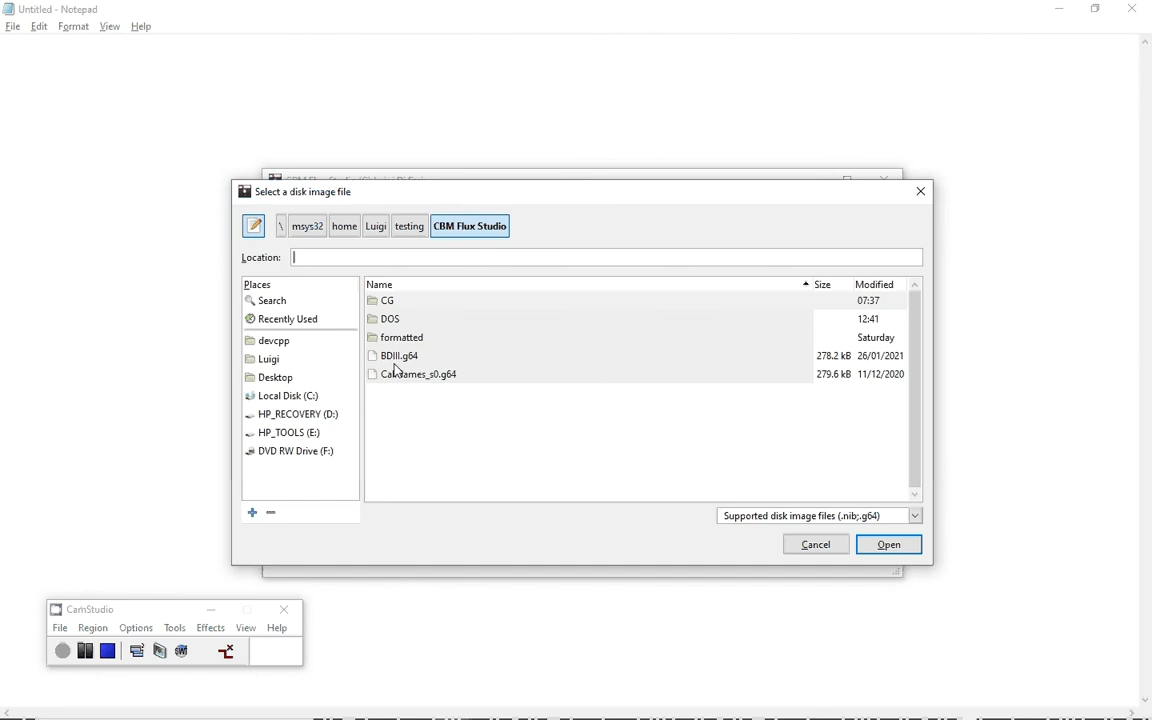 Untitled - Notepad
File Edit Format View Help
Select a disk image file
\ msys32 home Luigi testing CBM Flux Studio
Location:
Places
Search
Recently Used
devcpp
Luigi
Desktop
Local Disk (C:)
HP_RECOVERY (D:)
HP_TOOLS (E:)
DVD RW Drive (F:)
Name Size Modified
CG 07:37
DOS 12:41
formatted Saturday
BDIII.g64 278.2 kB 26/01/2021
279.6 kB 11/12/2020
Supported disk image files (.nib;.g64)
Cancel Open
CamStudio
File Region Options Tools Effects View Help